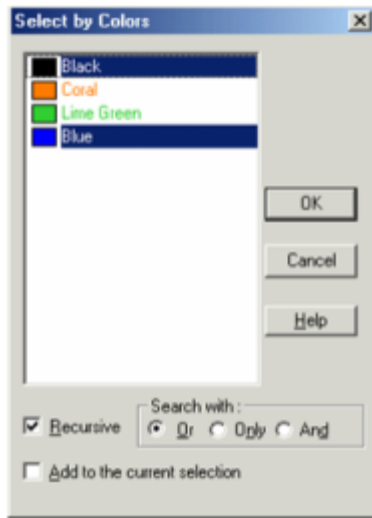 Select by Colors
Black
Coral
Lime Green
Blue
OK
Cancel
Help
Search with :
Recursive
Or
Only
And
Add to the current selection